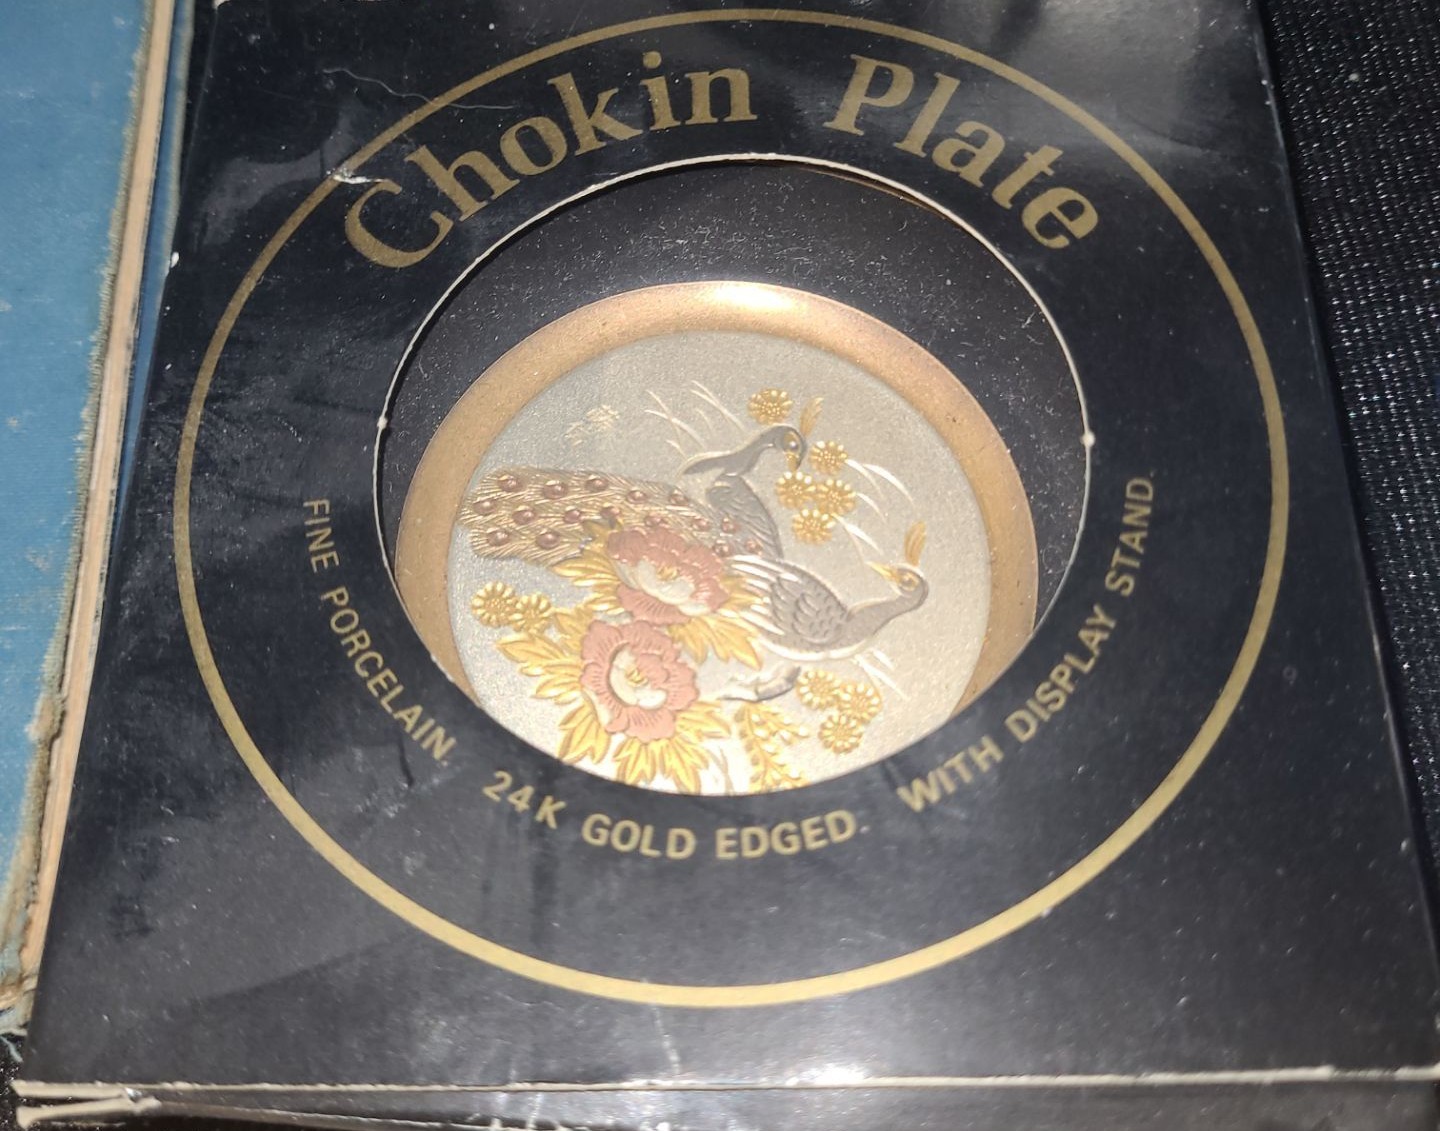 Chokin Plate
FINE PORCELAIN. 24K GOLD EDGED. WITH DISPLAY STAND.